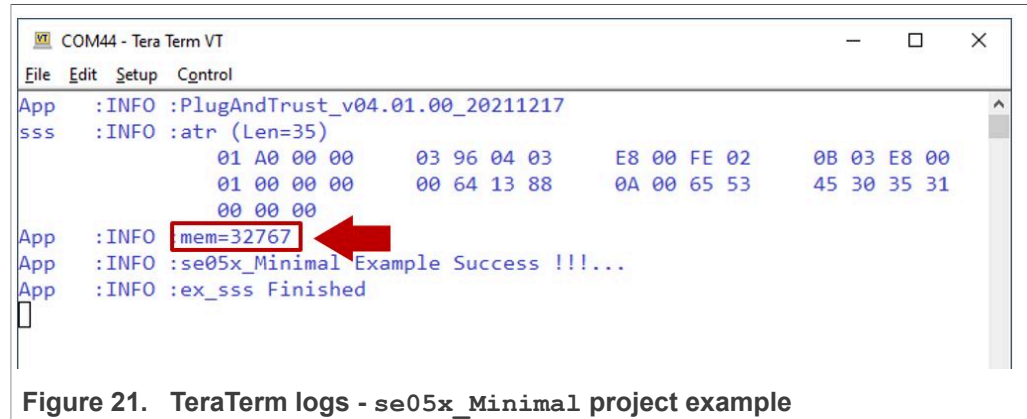 COM44 - Tera Term VT
File Edit Setup Control
App :INFO :PlugAndTrust_v04.01.00_20211217
sss :INFO :atr (Len=35)
01 A0 00 00 03 96 04 03 E8 00 FE 02 0B 03 E8 00
01 00 00 00 00 64 13 88 0A 00 65 53 45 30 35 31
00 00 00
App :INFO :mem=32767
App :INFO :se05x_Minimal Example Success !!!...
App :INFO :ex_sss Finished
Figure 21. TeraTerm logs - se05x_Minimal project example